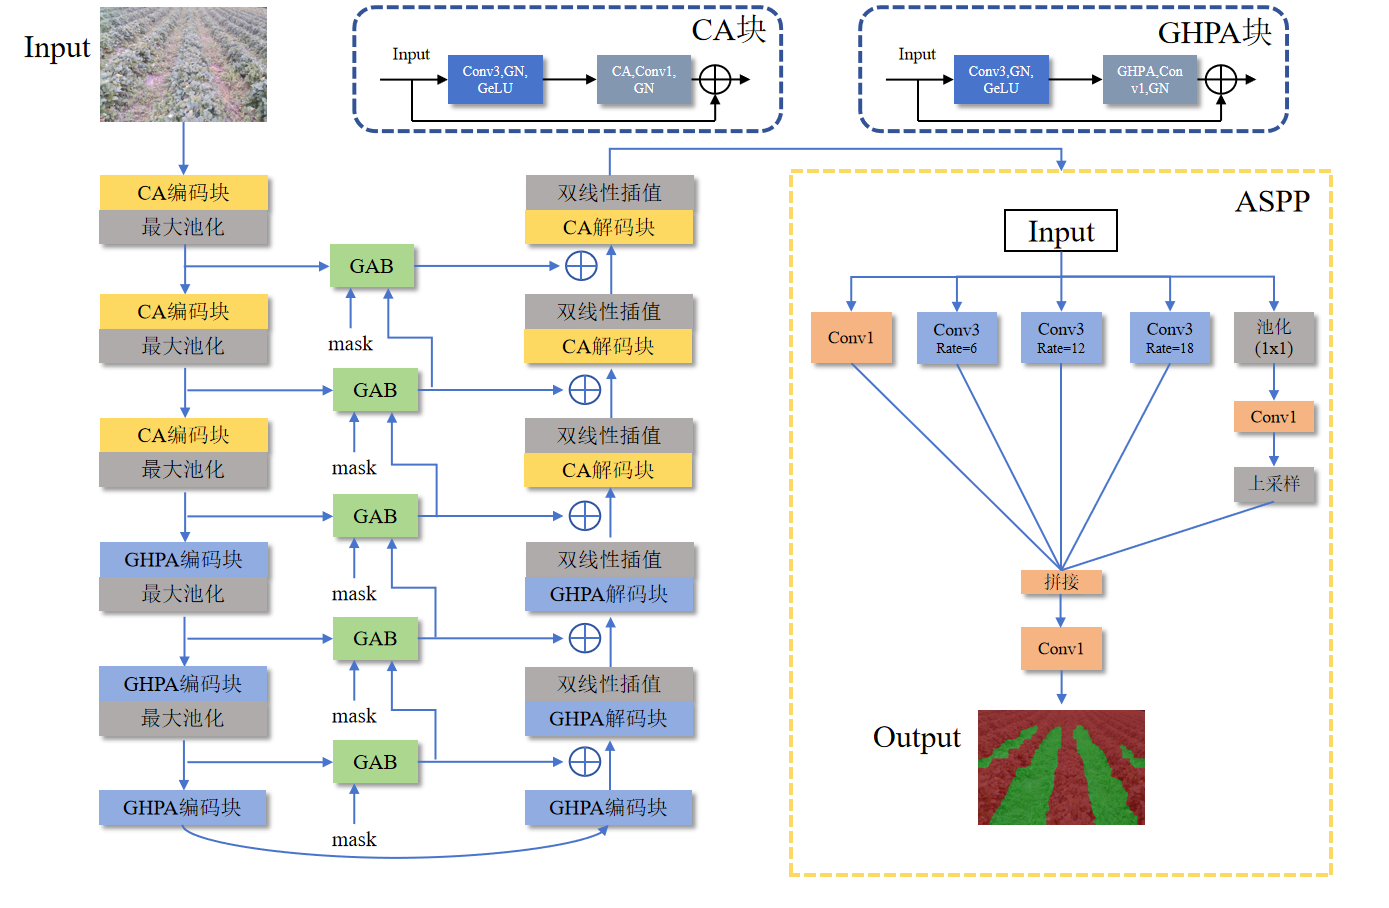 Input
CA块
Input
Conv3,GN,
GeLU
CA,Conv1,
GN
GHPA块
Input
Conv3,GN,
GeLU
GHPA,Con
v1,GN
CA编码块
最大池化
CA编码块
最大池化
CA编码块
最大池化
GHPA编码块
最大池化
GHPA编码块
最大池化
GHPA编码块
GAB
mask
GAB
mask
GAB
mask
GAB
mask
GAB
mask
双线性插值
CA解码块
双线性插值
CA解码块
双线性插值
CA解码块
双线性插值
GHPA解码块
双线性插值
GHPA解码块
GHPA编码块
ASPP
Input
Conv1
Conv3
Rate=6
Conv3
Rate=12
Conv3
Rate=18
池化
(1x1)
Conv1
上采样
拼接
Conv1
Output